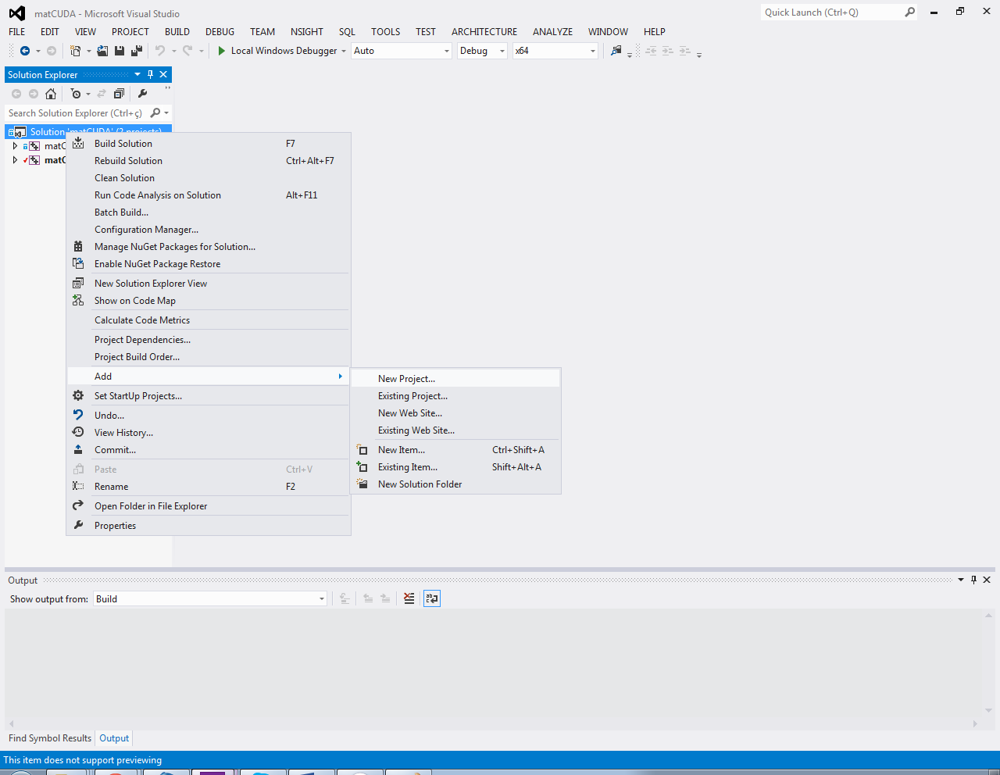 matCUDA - Microsoft Visual Studio
Quick Launch (Ctrl+Q)
FILE EDIT VIEW PROJECT BUILD DEBUG TEAM NSIGHT SQL TOOLS TEST ARCHITECTURE ANALYZE WINDOW HELP
Local Windows Debugger Auto Debug x64
Solution Explorer
Search Solution Explorer (Ctrl+ç)
Solution 'matCUDA' (2 projects)
matC
matC
Build Solution F7
Rebuild Solution Ctrl+Alt+F7
Clean Solution
Run Code Analysis on Solution Alt+F11
Batch Build...
Configuration Manager...
Manage NuGet Packages for Solution...
Enable NuGet Package Restore
New Solution Explorer View
Show on Code Map
Calculate Code Metrics
Project Dependencies...
Project Build Order...
Add
Set StartUp Projects...
Undo...
View History...
Commit...
Paste Ctrl+V
Rename F2
Open Folder in File Explorer
Properties
New Project...
Existing Project...
New Web Site...
Existing Web Site...
New Item... Ctrl+Shift+A
Existing Item... Shift+Alt+A
New Solution Folder
Output
Show output from: Build
Find Symbol Results Output
This item does not support previewing